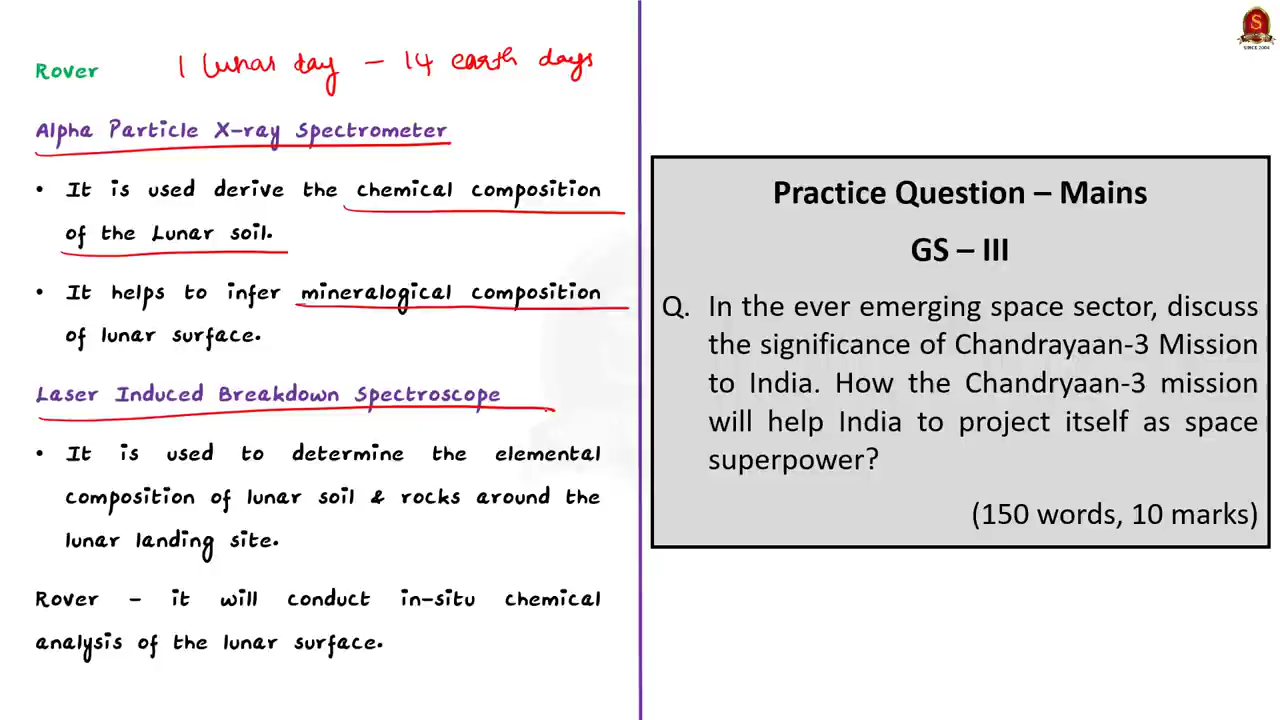 Rover 1 lunar day - 14 earth days
Alpha Particle X-ray Spectrometer
• It is used derive the chemical composition
of the Lunar soil.
• It helps to infer mineralogical composition
of lunar surface.
Laser Induced Breakdown Spectroscope
• It is used to determine the elemental
composition of lunar soil & rocks around the
lunar landing site.
Rover - it will conduct in-situ chemical
analysis of the lunar surface.
S
SINCE 2004
Practice Question – Mains
GS – III
Q. In the ever emerging space sector, discuss
the significance of Chandrayaan-3 Mission
to India. How the Chandryaan-3 mission
will help India to project itself as space
superpower?
(150 words, 10 marks)